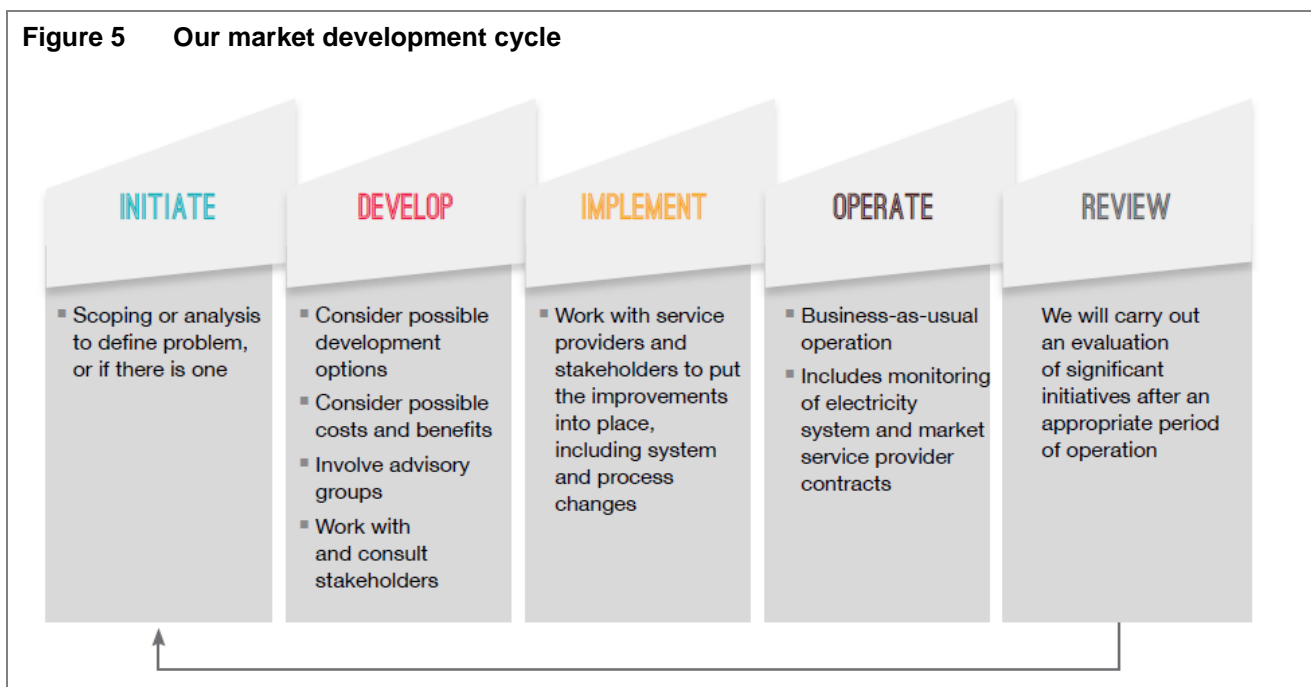 Figure 5 Our market development cycle
INITIATE
▪ Scoping or analysis
to define problem,
or if there is one
DEVELOP
▪ Consider possible
development
options
▪ Consider possible
costs and benefits
▪ Involve advisory
groups
▪ Work with
and consult
stakeholders
IMPLEMENT
▪ Work with service
providers and
stakeholders to put
the improvements
into place,
including system
and process
changes
OPERATE
▪ Business-as-usual
operation
▪ Includes monitoring
of electricity
system and market
service provider
contracts
REVIEW
We will carry out
an evaluation
of significant
initiatives after an
appropriate period
of operation